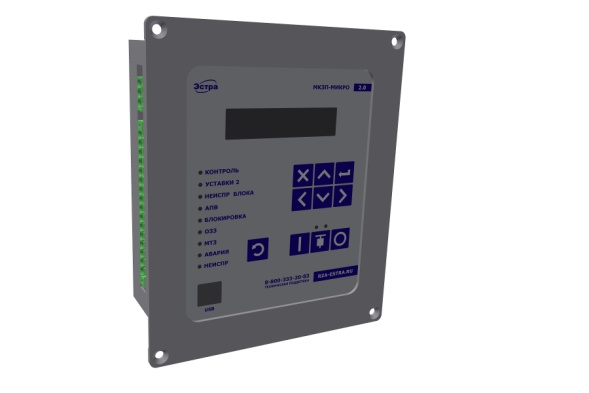 Эстра
МКЗП-МИКРО 2.0
КОНТРОЛЬ
УСТАВКИ 2
НЕИСПР БЛОКА
АПВ
БЛОКИРОВКА
ОЗЗ
МТЗ
АВАРИЯ
НЕИСПР
8-800-333-30-03
техническая поддержка
RZA-ESTRA.RU
USB